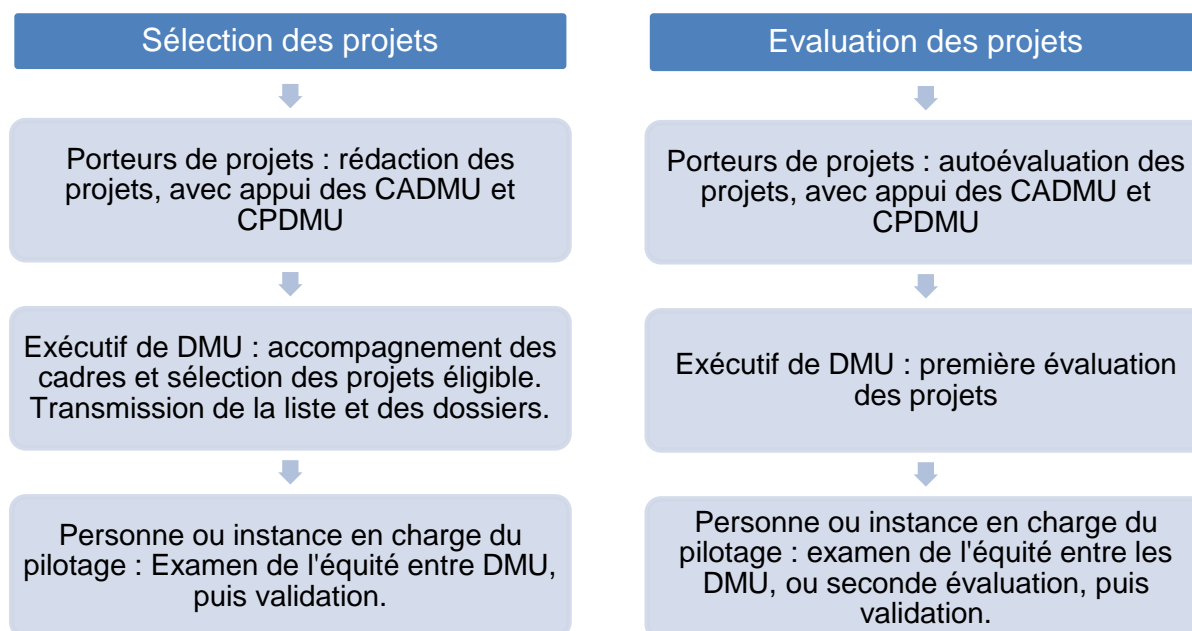 Sélection des projets
Porteurs de projets : rédaction des
projets, avec appui des CADMU et
CPDMU
Exécutif de DMU : accompagnement des
cadres et sélection des projets éligible.
Transmission de la liste et des dossiers.
Personne ou instance en charge du
pilotage : Examen de l'équité entre DMU,
puis validation.
Evaluation des projets
Porteurs de projets : autoévaluation des
projets, avec appui des CADMU et
CPDMU
Exécutif de DMU : première évaluation
des projets
Personne ou instance en charge du
pilotage : examen de l'équité entre les
DMU, ou seconde évaluation, puis
validation.